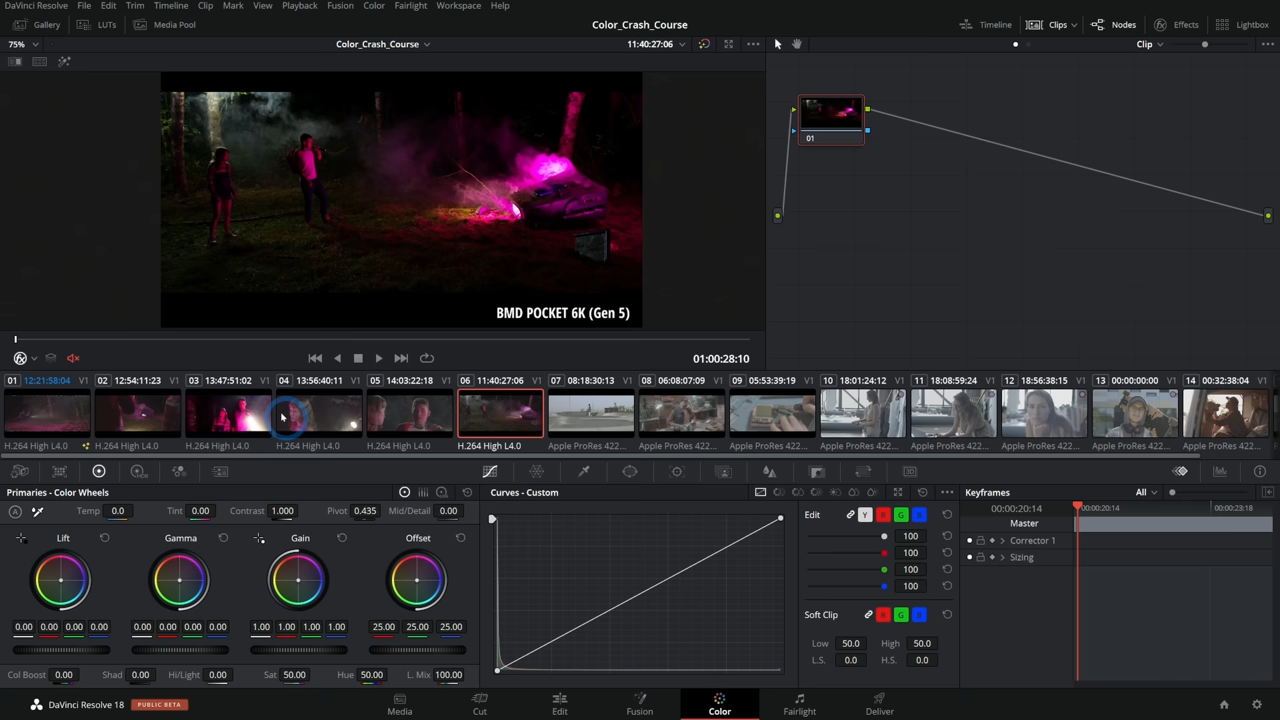 DaVinci Resolve File Edit Trim Timeline Clip Mark View Playback Fusion Color Fairlight Workspace Help
Gallery LUTs Media Pool Color_Crash_Course Timeline Clips Nodes Effects Lightbox
75% Color_Crash_Course 11:40:27:06 Clip
01
BMD POCKET 6K (Gen 5)
01:00:28:10
01 12:21:58:04 V1 02 12:54:11:23 V1 03 13:47:51:02 V1 04 13:56:40:11 V1 05 14:03:22:18 V1 06 11:40:27:06 V1 07 08:18:30:13 V1 08 06:08:07:09 V1 09 05:53:39:19 V1 10 18:01:24:12 V1 11 18:08:59:24 V1 12 18:56:38:15 V1 13 00:00:00:00 V1 14 00:32:38:04 V1
H.264 High L4.0 H.264 High L4.0 H.264 High L4.0 H.264 High L4.0 H.264 High L4.0 H.264 High L4.0 Apple ProRes 422... Apple ProRes 422... Apple ProRes 422... Apple ProRes 422... Apple ProRes 422... Apple ProRes 422... Apple ProRes 422... Apple ProRes 422...
Primaries - Color Wheels Curves - Custom Keyframes All
Temp 0.0 Tint 0.00 Contrast 1.000 Pivot 0.435 Mid/Detail 0.00
Edit Y R G B
00:00:20:14 00:00:20:14 00:00:23:18
Master
Lift Gamma Gain Offset
100
Corrector 1
100
Sizing
100
100
Soft Clip R G B
0.00 0.00 0.00 0.00 0.00 0.00 0.00 0.00 1.00 1.00 1.00 1.00 25.00 25.00 25.00
Low 50.0 High 50.0
L.S. 0.0 H.S. 0.0
Col Boost 0.00 Shad 0.00 Hi/Light 0.00 Sat 50.00 Hue 50.00 L. Mix 100.00
DaVinci Resolve 18 PUBLIC BETA Media Cut Edit Fusion Color Fairlight Deliver